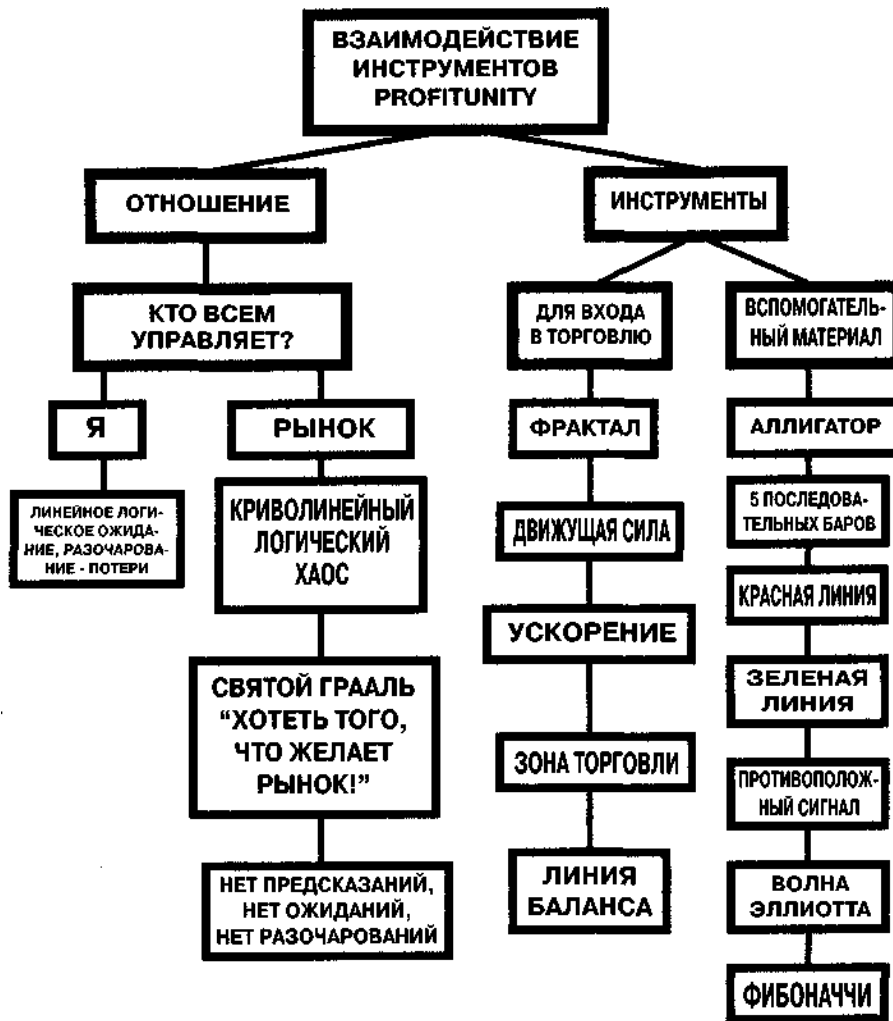 ВЗАИМОДЕЙСТВИЕ
ИНСТРУМЕНТОВ
PROFITUNITY
ОТНОШЕНИЕ
КТО ВСЕМ
УПРАВЛЯЕТ?
Я
ЛИНЕЙНОЕ ЛОГИ-
ЧЕСКОЕ ОЖИДА-
НИЕ, РАЗОЧАРОВА-
НИЕ - ПОТЕРИ
РЫНОК
КРИВОЛИНЕЙНЫЙ
ЛОГИЧЕСКИЙ
ХАОС
СВЯТОЙ ГРААЛЬ
“ХОТЕТЬ ТОГО,
ЧТО ЖЕЛАЕТ
РЫНОК!”
НЕТ ПРЕДСКАЗАНИЙ,
НЕТ ОЖИДАНИЙ,
НЕТ РАЗОЧАРОВАНИЙ
ИНСТРУМЕНТЫ
ДЛЯ ВХОДА
В ТОРГОВЛЮ
ФРАКТАЛ
ДВИЖУЩАЯ СИЛА
УСКОРЕНИЕ
ЗОНА ТОРГОВЛИ
ЛИНИЯ
БАЛАНСА
ВСПОМОГАТЕЛЬ-
НЫЙ МАТЕРИАЛ
АЛЛИГАТОР
5 ПОСЛЕДОВА-
ТЕЛЬНЫХ БАРОВ
КРАСНАЯ ЛИНИЯ
ЗЕЛЕНАЯ
ЛИНИЯ
ПРОТИВОПОЛОЖ-
НЫЙ СИГНАЛ
ВОЛНА
ЭЛЛИОТТА
ФИБОНАЧЧИ